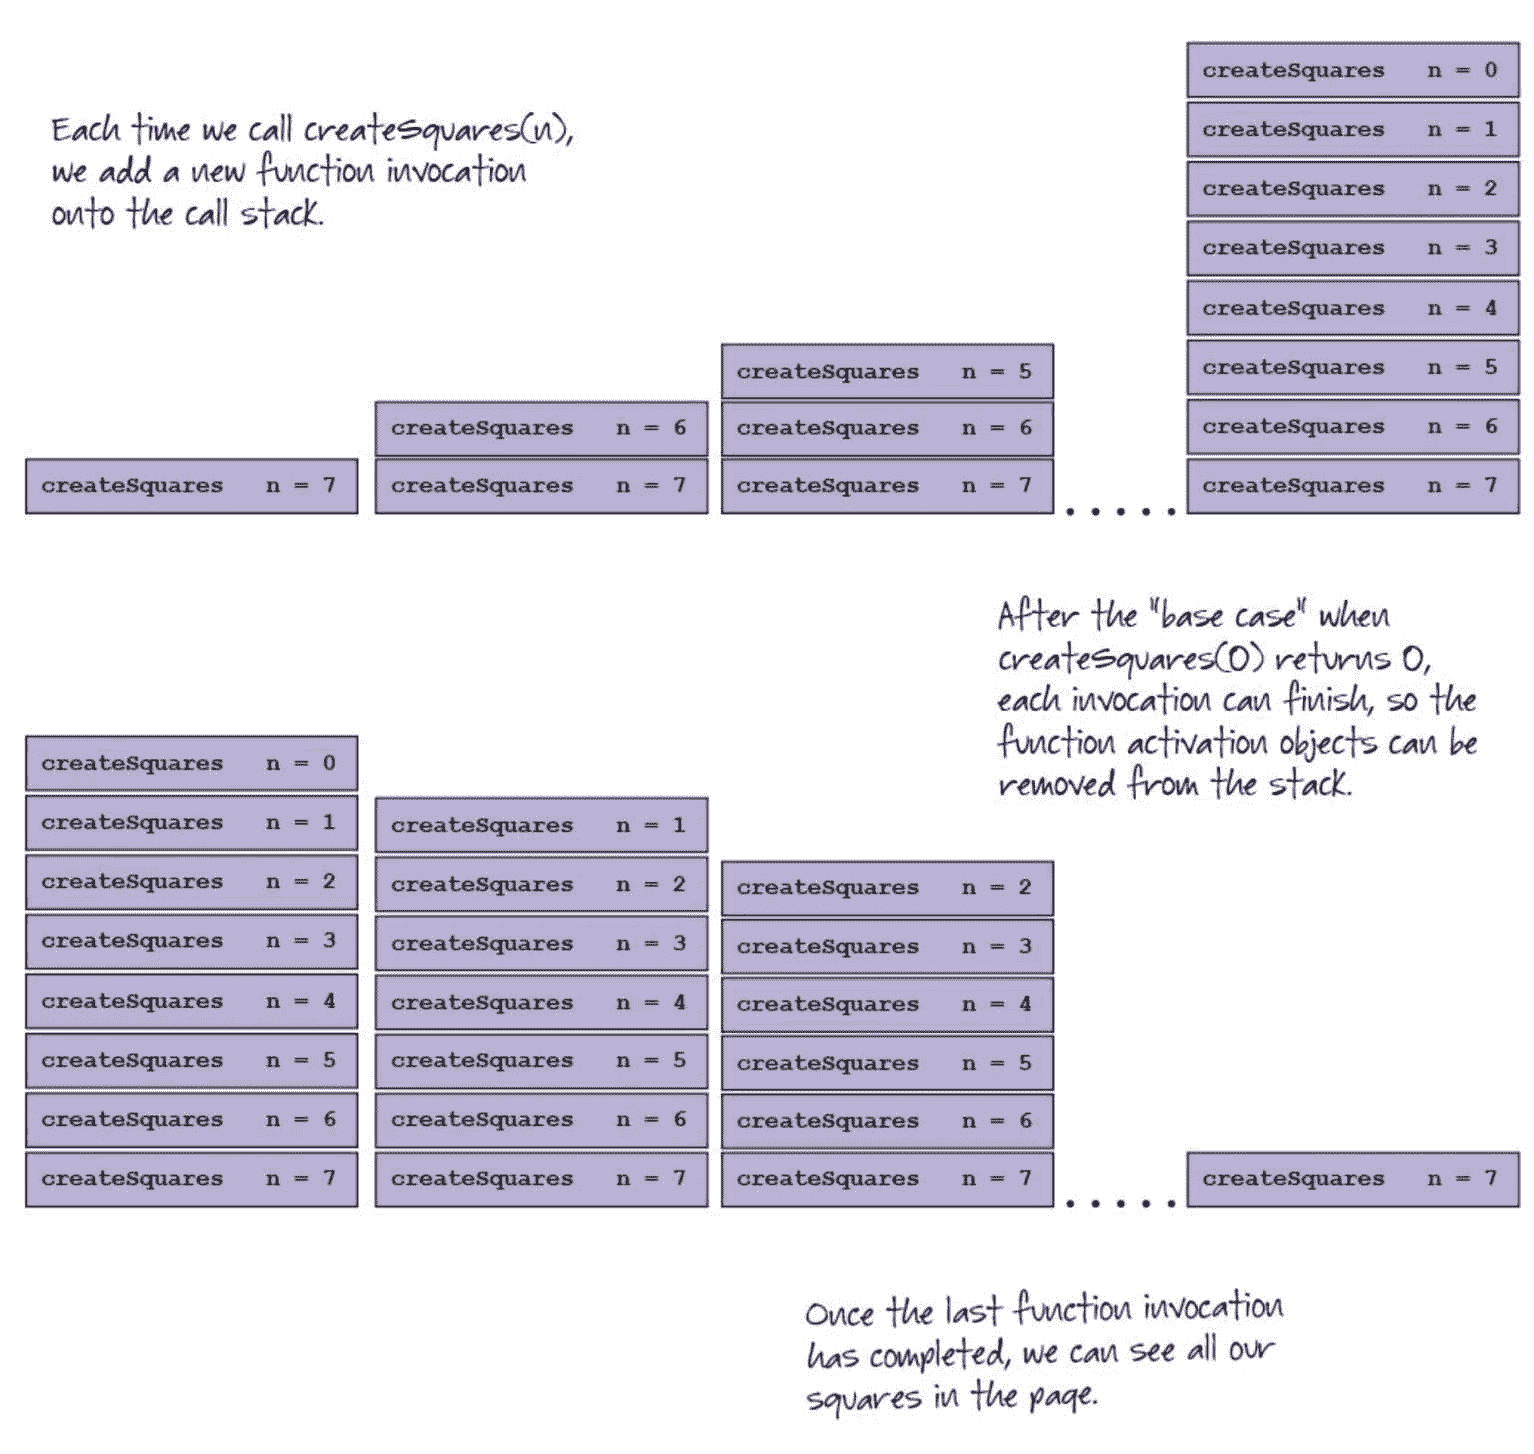 Each time we call createSquares(n),
we add a new function invocation
onto the call stack.
createSquares n = 7
createSquares n = 6
createSquares n = 7
createSquares n = 5
createSquares n = 6
createSquares n = 7
.....
createSquares n = 0
createSquares n = 1
createSquares n = 2
createSquares n = 3
createSquares n = 4
createSquares n = 5
createSquares n = 6
createSquares n = 7
After the "base case" when
createSquares(0) returns 0,
each invocation can finish, so the
function activation objects can be
removed from the stack.
createSquares n = 0
createSquares n = 1
createSquares n = 2
createSquares n = 3
createSquares n = 4
createSquares n = 5
createSquares n = 6
createSquares n = 7
createSquares n = 1
createSquares n = 2
createSquares n = 3
createSquares n = 4
createSquares n = 5
createSquares n = 6
createSquares n = 7
createSquares n = 2
createSquares n = 3
createSquares n = 4
createSquares n = 5
createSquares n = 6
createSquares n = 7
.....
createSquares n = 7
Once the last function invocation
has completed, we can see all our
squares in the page.